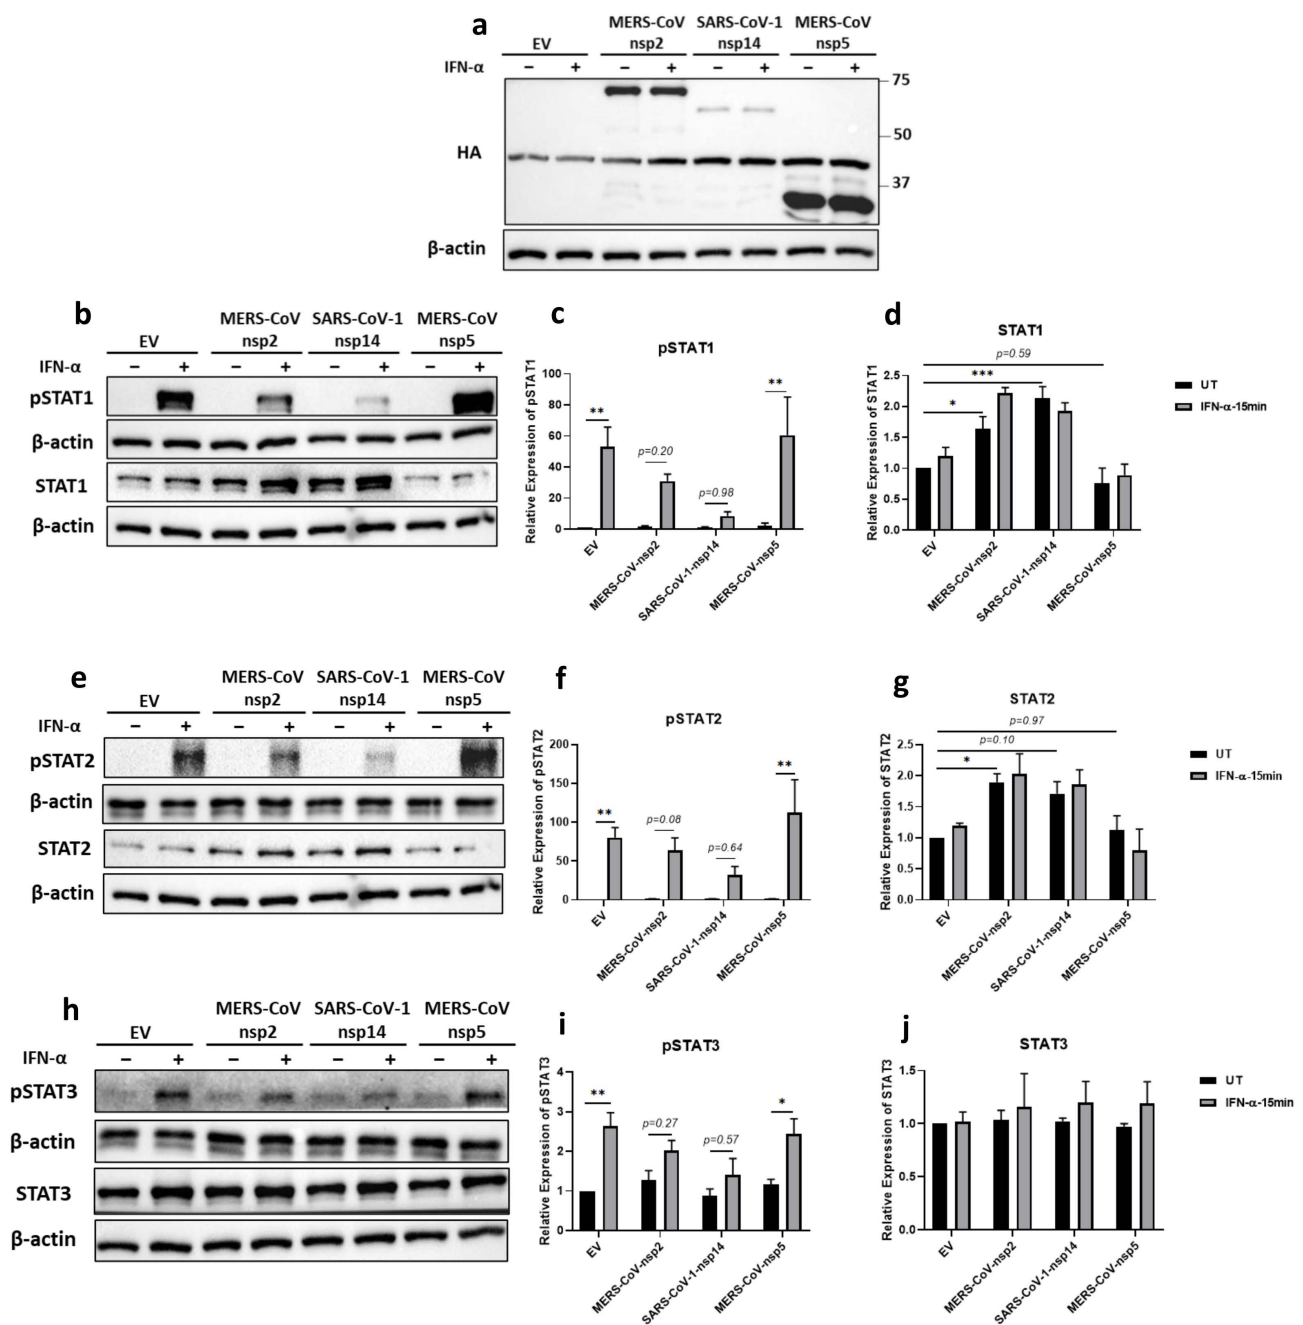 a
MERS-CoV SARS-CoV-1 MERS-CoV
EV nsp2 nsp14 nsp5
IFN-α – + – + – + – +
75
50
HA
37
β-actin
b
MERS-CoV SARS-CoV-1 MERS-CoV
EV nsp2 nsp14 nsp5
IFN-α – + – + – + – +
pSTAT1
β-actin
STAT1
β-actin
c
pSTAT1
Relative Expression of pSTAT1
100
80
60
40
20
0
** p=0.20 p=0.98 **
EV MERS-CoV-nsp2 SARS-CoV-1-nsp14 MERS-CoV-nsp5
d
STAT1
p=0.59
***
*
Relative Expression of STAT1
2.5
2.0
1.5
1.0
0.5
0.0
EV MERS-CoV-nsp2 SARS-CoV-1-nsp14 MERS-CoV-nsp5
UT
IFN-α-15min
e
MERS-CoV SARS-CoV-1 MERS-CoV
EV nsp2 nsp14 nsp5
IFN-α – + – + – + – +
pSTAT2
β-actin
STAT2
β-actin
f
pSTAT2
Relative Expression of pSTAT2
200
150
100
50
0
** p=0.08 p=0.64 **
EV MERS-CoV-nsp2 SARS-CoV-1-nsp14 MERS-CoV-nsp5
g
STAT2
p=0.97
p=0.10
*
Relative Expression of STAT2
2.5
2.0
1.5
1.0
0.5
0.0
EV MERS-CoV-nsp2 SARS-CoV-1-nsp14 MERS-CoV-nsp5
UT
IFN-α-15min
h
MERS-CoV SARS-CoV-1 MERS-CoV
EV nsp2 nsp14 nsp5
IFN-α – + – + – + – +
pSTAT3
β-actin
STAT3
β-actin
i
pSTAT3
Relative Expression of pSTAT3
4
3
2
1
0
** p=0.27 p=0.57 *
EV MERS-CoV-nsp2 SARS-CoV-1-nsp14 MERS-CoV-nsp5
j
STAT3
Relative Expression of STAT3
1.5
1.0
0.5
0.0
EV MERS-CoV-nsp2 SARS-CoV-1-nsp14 MERS-CoV-nsp5
UT
IFN-α-15min